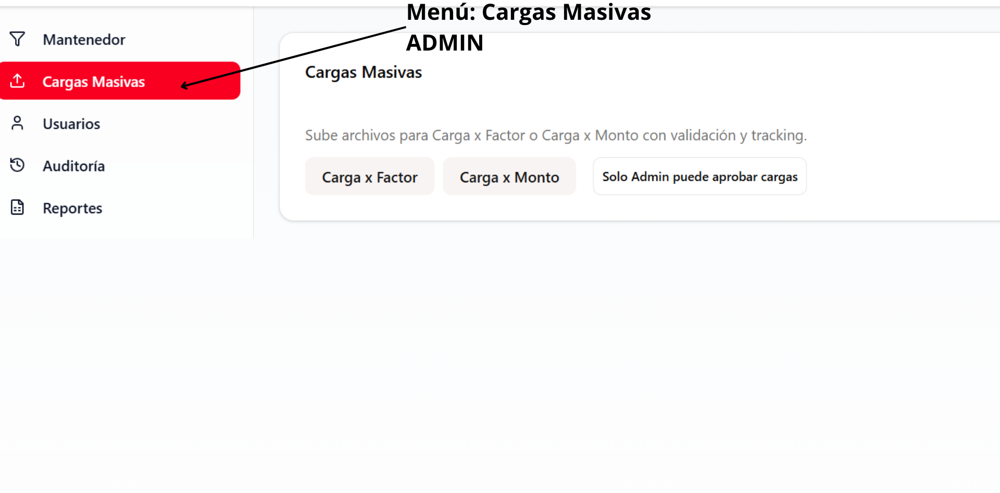 Menú: Cargas Masivas
ADMIN
Mantenedor
Cargas Masivas
Usuarios
Auditoría
Reportes
Cargas Masivas
Sube archivos para Carga x Factor o Carga x Monto con validación y tracking.
Carga x Factor
Carga x Monto
Solo Admin puede aprobar cargas